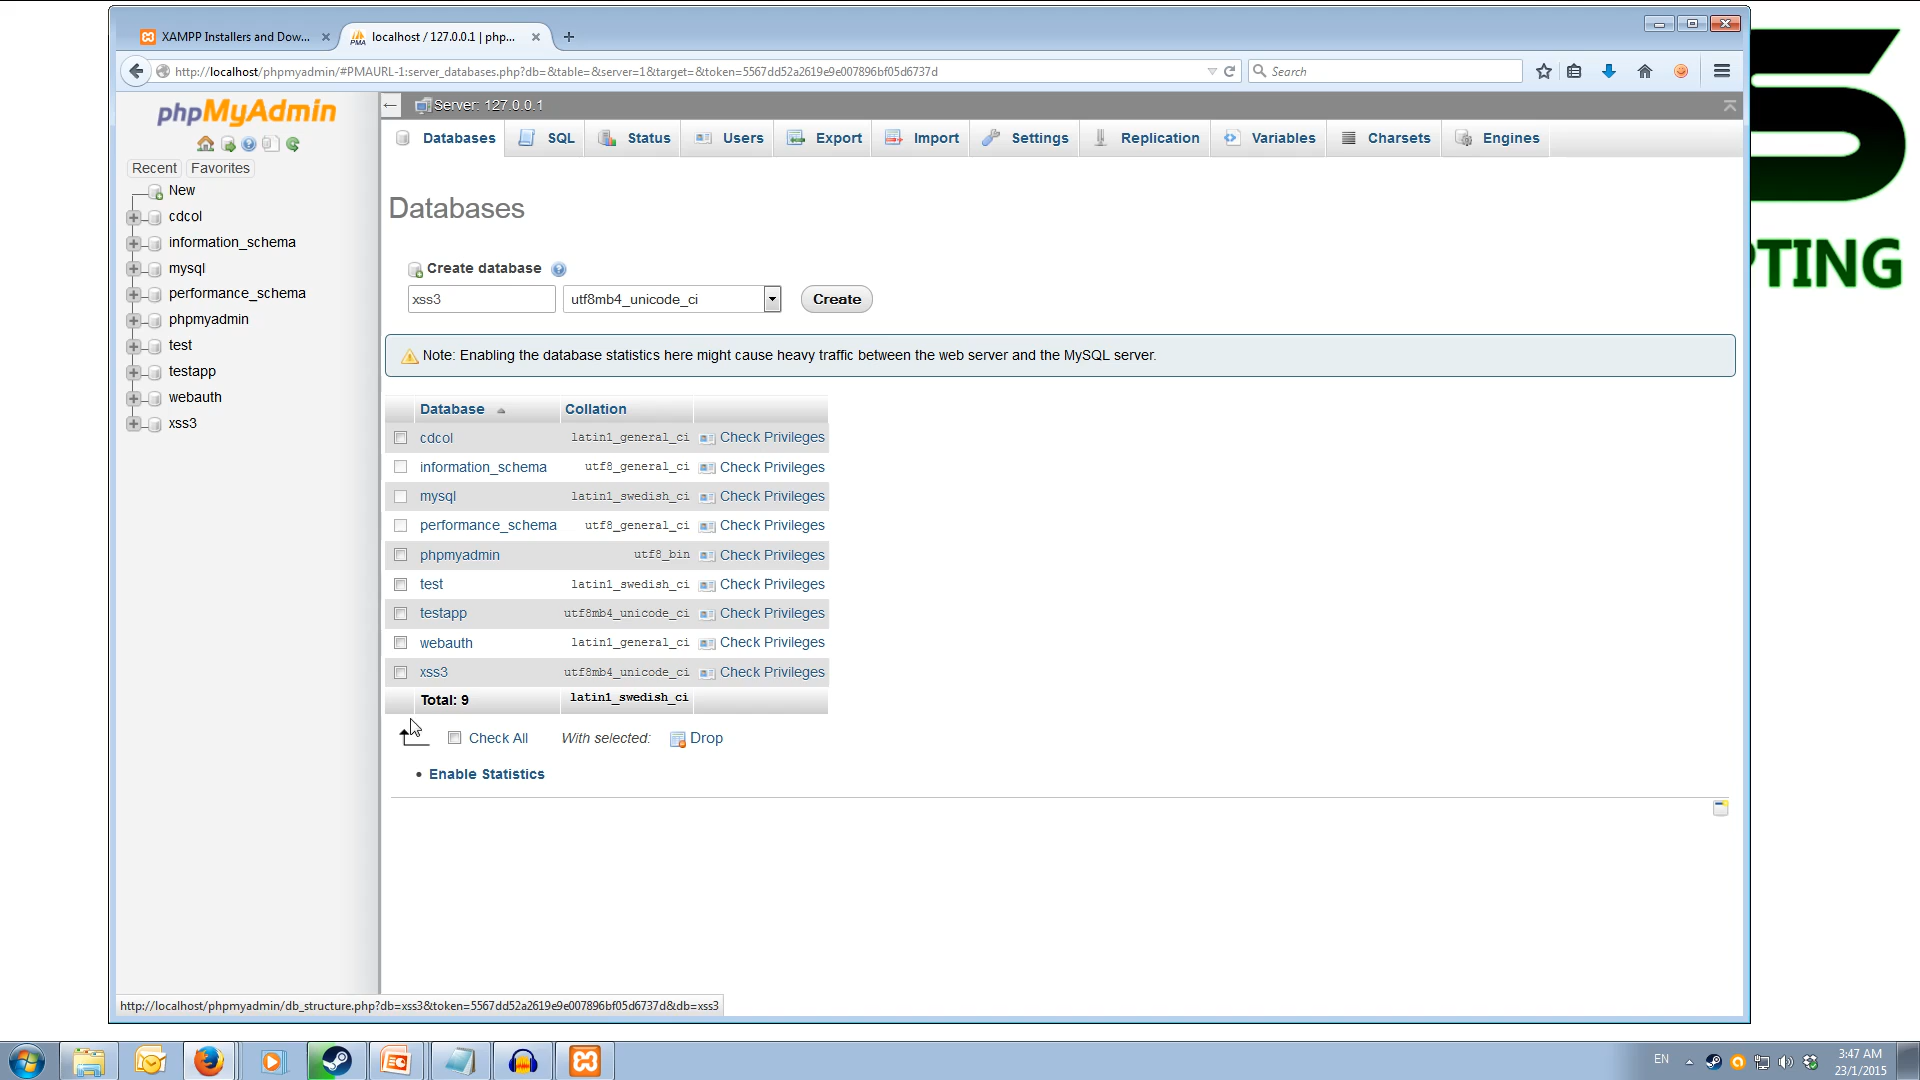 XAMPP Installers and Dow...
localhost / 127.0.0.1 | php...
http://localhost/phpmyadmin/#PMAURL-1:server_databases.php?db=&table=&server=1&target=&token=5567dd52a2619e9e007896bf05d6737d
Search
phpMyAdmin
Recent Favorites
New
cdcol
information_schema
mysql
performance_schema
phpmyadmin
test
testapp
webauth
xss3
Server: 127.0.0.1
Databases SQL Status Users Export Import Settings Replication Variables Charsets Engines
Databases
Create database
xss3 utf8mb4_unicode_ci Create
Note: Enabling the database statistics here might cause heavy traffic between the web server and the MySQL server.
Database Collation
cdcol latin1_general_ci Check Privileges
information_schema utf8_general_ci Check Privileges
mysql latin1_swedish_ci Check Privileges
performance_schema utf8_general_ci Check Privileges
phpmyadmin utf8_bin Check Privileges
test latin1_swedish_ci Check Privileges
testapp utf8mb4_unicode_ci Check Privileges
webauth latin1_general_ci Check Privileges
xss3 utf8mb4_unicode_ci Check Privileges
Total: 9 latin1_swedish_ci
Check All With selected: Drop
Enable Statistics
http://localhost/phpmyadmin/db_structure.php?db=xss3&token=5567dd52a2619e9e007896bf05d6737d&db=xss3
S
PTING
EN
3:47 AM
23/1/2015